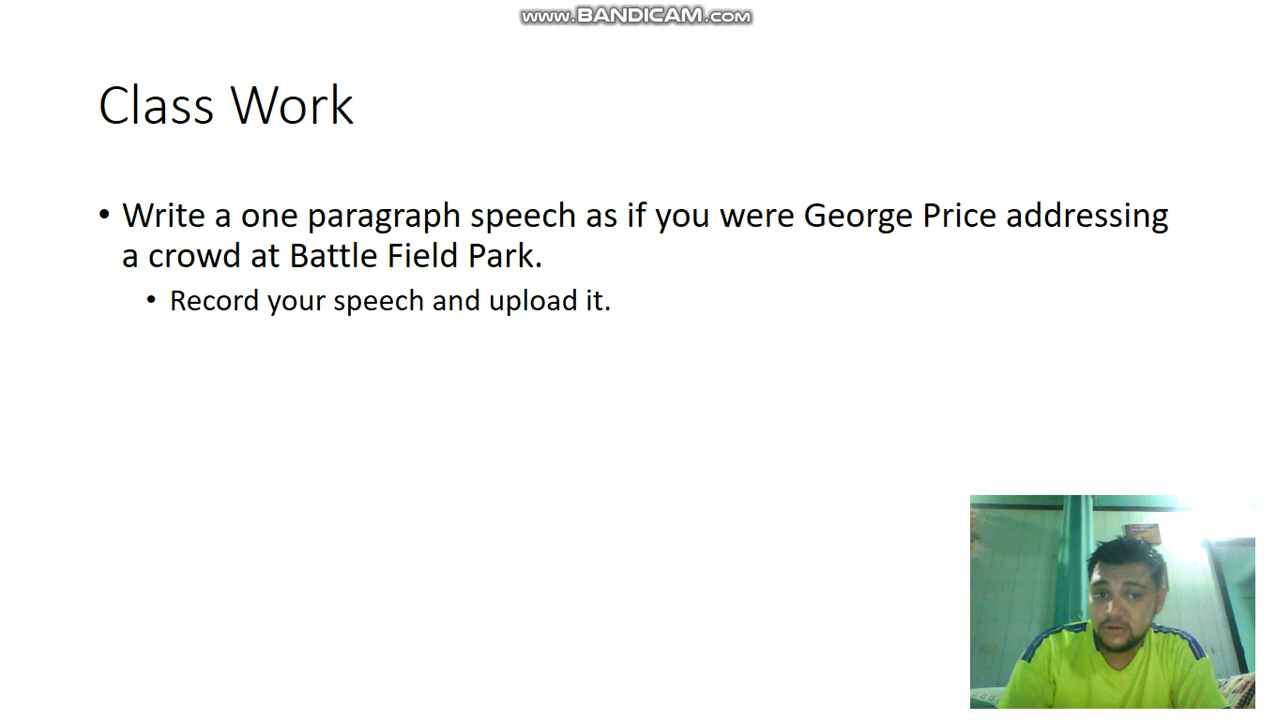 www.BANDICAM.com
Class Work
• Write a one paragraph speech as if you were George Price addressing
a crowd at Battle Field Park.
• Record your speech and upload it.